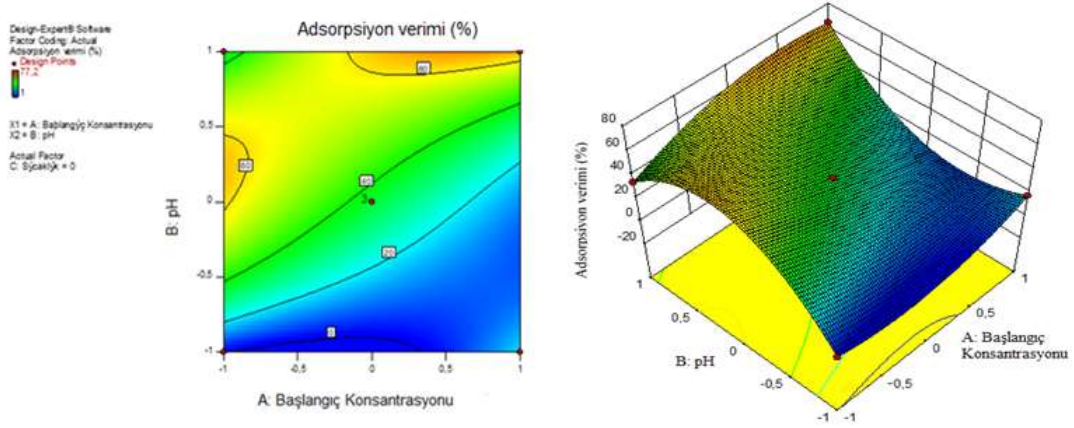 Design-Expert® Software
Factor Coding: Actual
Adsorpsiyon verimi (%)
Design Points
77,2
1
X1 = A: Baþlangýç Konsantrasyonu
X2 = B: pH
Actual Factor
C: Sýcaklýk = 0
Adsorpsiyon verimi (%)
1
0,5
0
-0,5
-1
B: pH
60
60
40
3
20
0
-1
-0,5
0
0,5
1
A: Başlangıç Konsantrasyonu
80
60
40
20
0
-20
Adsorpsiyon verimi (%)
1
0,5
0
-0,5
-1
B: pH
1
0,5
0
-0,5
-1
A: Başlangıç
Konsantrasyonu